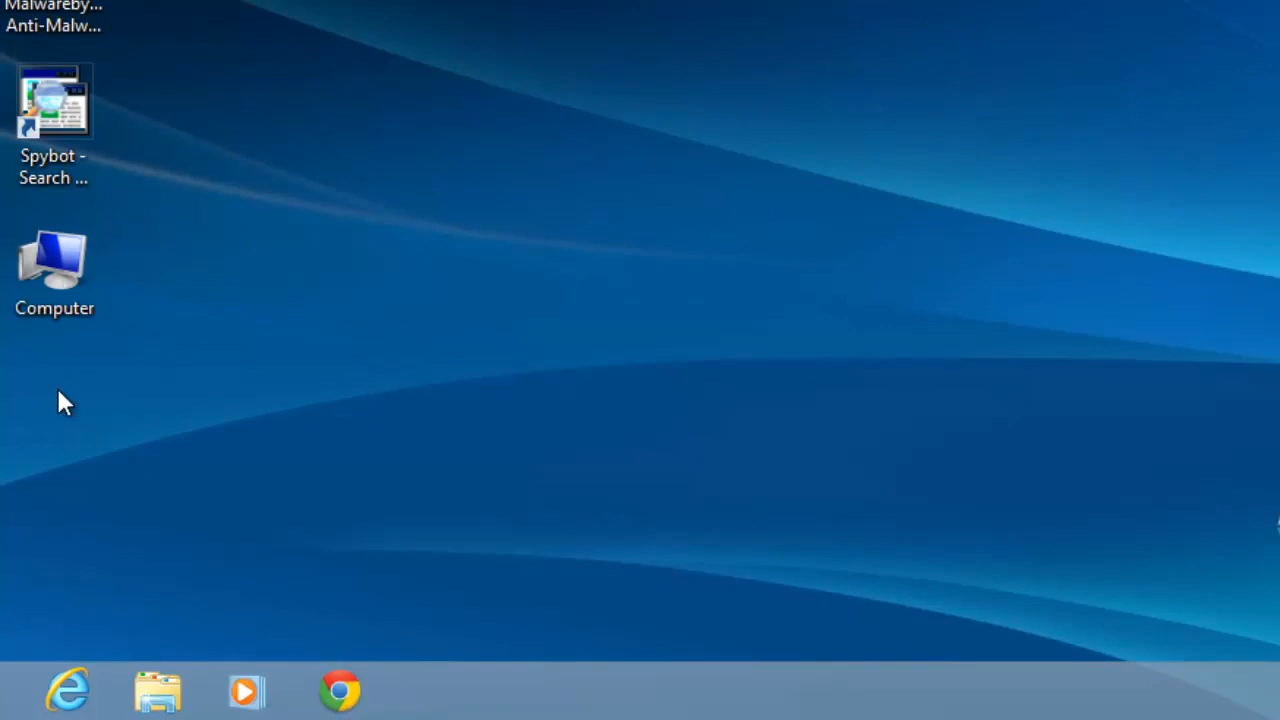 Malwareby...
Anti-Malw...
Spybot -
Search ...
Computer